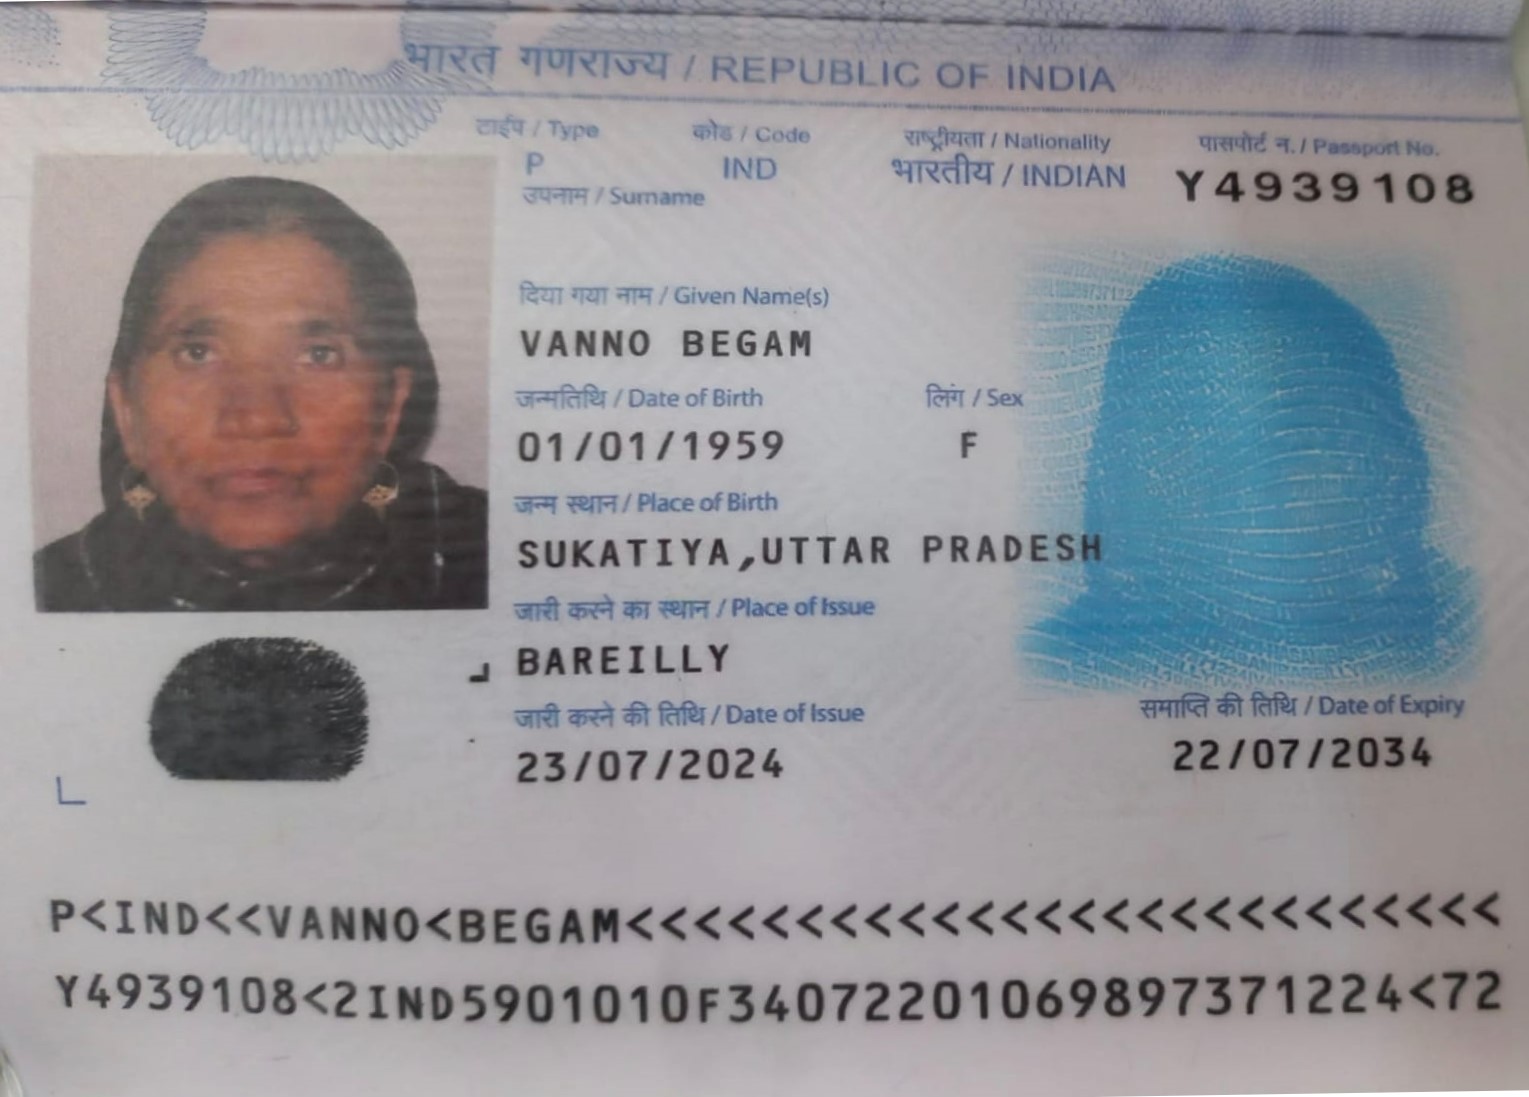 भारत गणराज्य / REPUBLIC OF INDIA
टाईप / Type कोड / Code राष्ट्रीयता / Nationality पासपोर्ट न. / Passport No.
P IND भारतीय / INDIAN Y4939108
उपनाम / Surname
दिया गया नाम / Given Name(s)
VANNO BEGAM
जन्मतिथि / Date of Birth लिंग / Sex
01/01/1959 F
जन्म स्थान / Place of Birth
SUKATIYA,UTTAR PRADESH
जारी करने का स्थान / Place of Issue
BAREILLY
जारी करने की तिथि / Date of Issue समाप्ति की तिथि / Date of Expiry
23/07/2024 22/07/2034
P<IND<<VANNO<BEGAM<<<<<<<<<<<<<<<<<<<<<<<<<<
Y4939108<2IND5901010F34072201069897371224<72